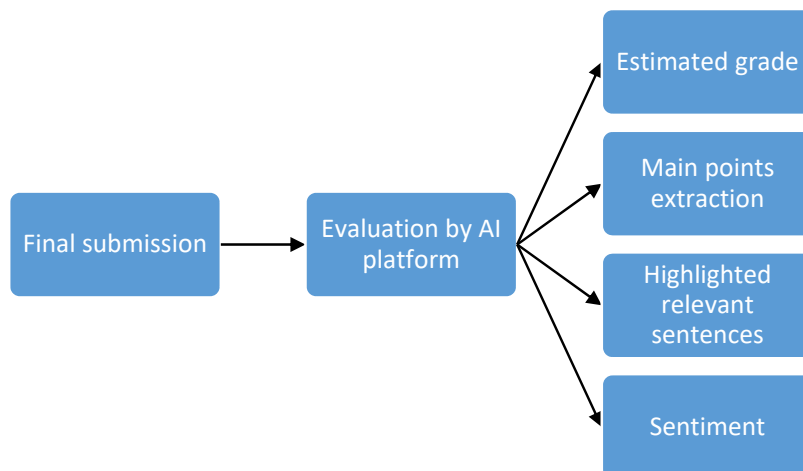 Estimated grade
Main points
extraction
Final submission
Evaluation by AI
platform
Highlighted
relevant
sentences
Sentiment